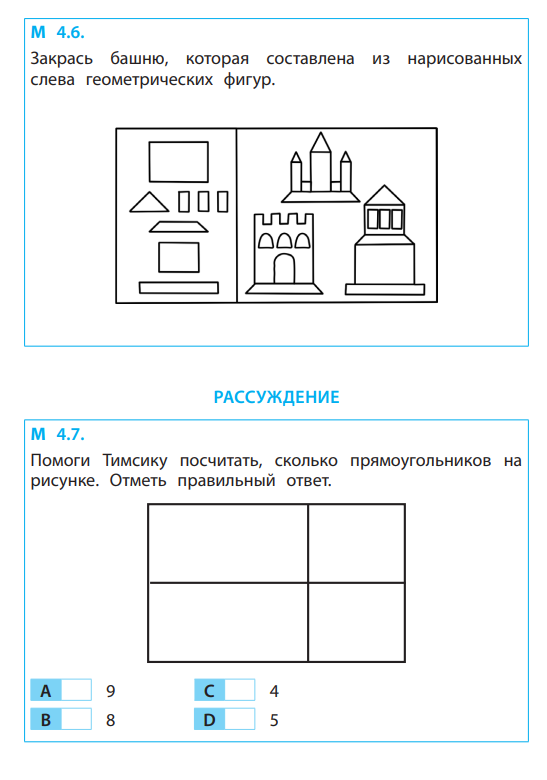 М 4.6.
Закрась башню, которая составлена из нарисованных
слева геометрических фигур.
РАССУЖДЕНИЕ
М 4.7.
Помоги Тимсику посчитать, сколько прямоугольников на
рисунке. Отметь правильный ответ.
A 9 C 4
B 8 D 5